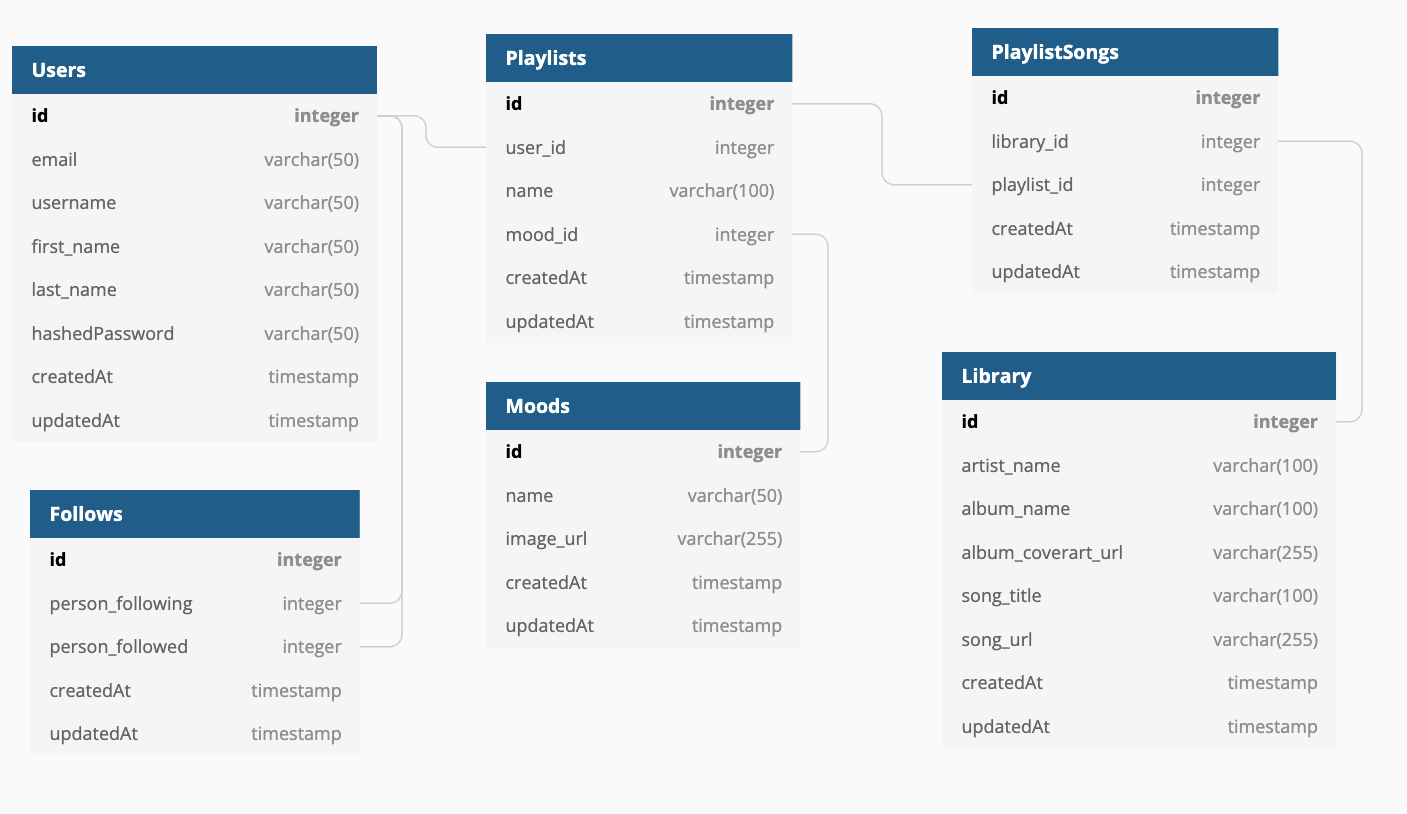 Users
id integer
email varchar(50)
username varchar(50)
first_name varchar(50)
last_name varchar(50)
hashedPassword varchar(50)
createdAt timestamp
updatedAt timestamp
Follows
id integer
person_following integer
person_followed integer
createdAt timestamp
updatedAt timestamp
Playlists
id integer
user_id integer
name varchar(100)
mood_id integer
createdAt timestamp
updatedAt timestamp
Moods
id integer
name varchar(50)
image_url varchar(255)
createdAt timestamp
updatedAt timestamp
PlaylistSongs
id integer
library_id integer
playlist_id integer
createdAt timestamp
updatedAt timestamp
Library
id integer
artist_name varchar(100)
album_name varchar(100)
album_coverart_url varchar(255)
song_title varchar(100)
song_url varchar(255)
createdAt timestamp
updatedAt timestamp